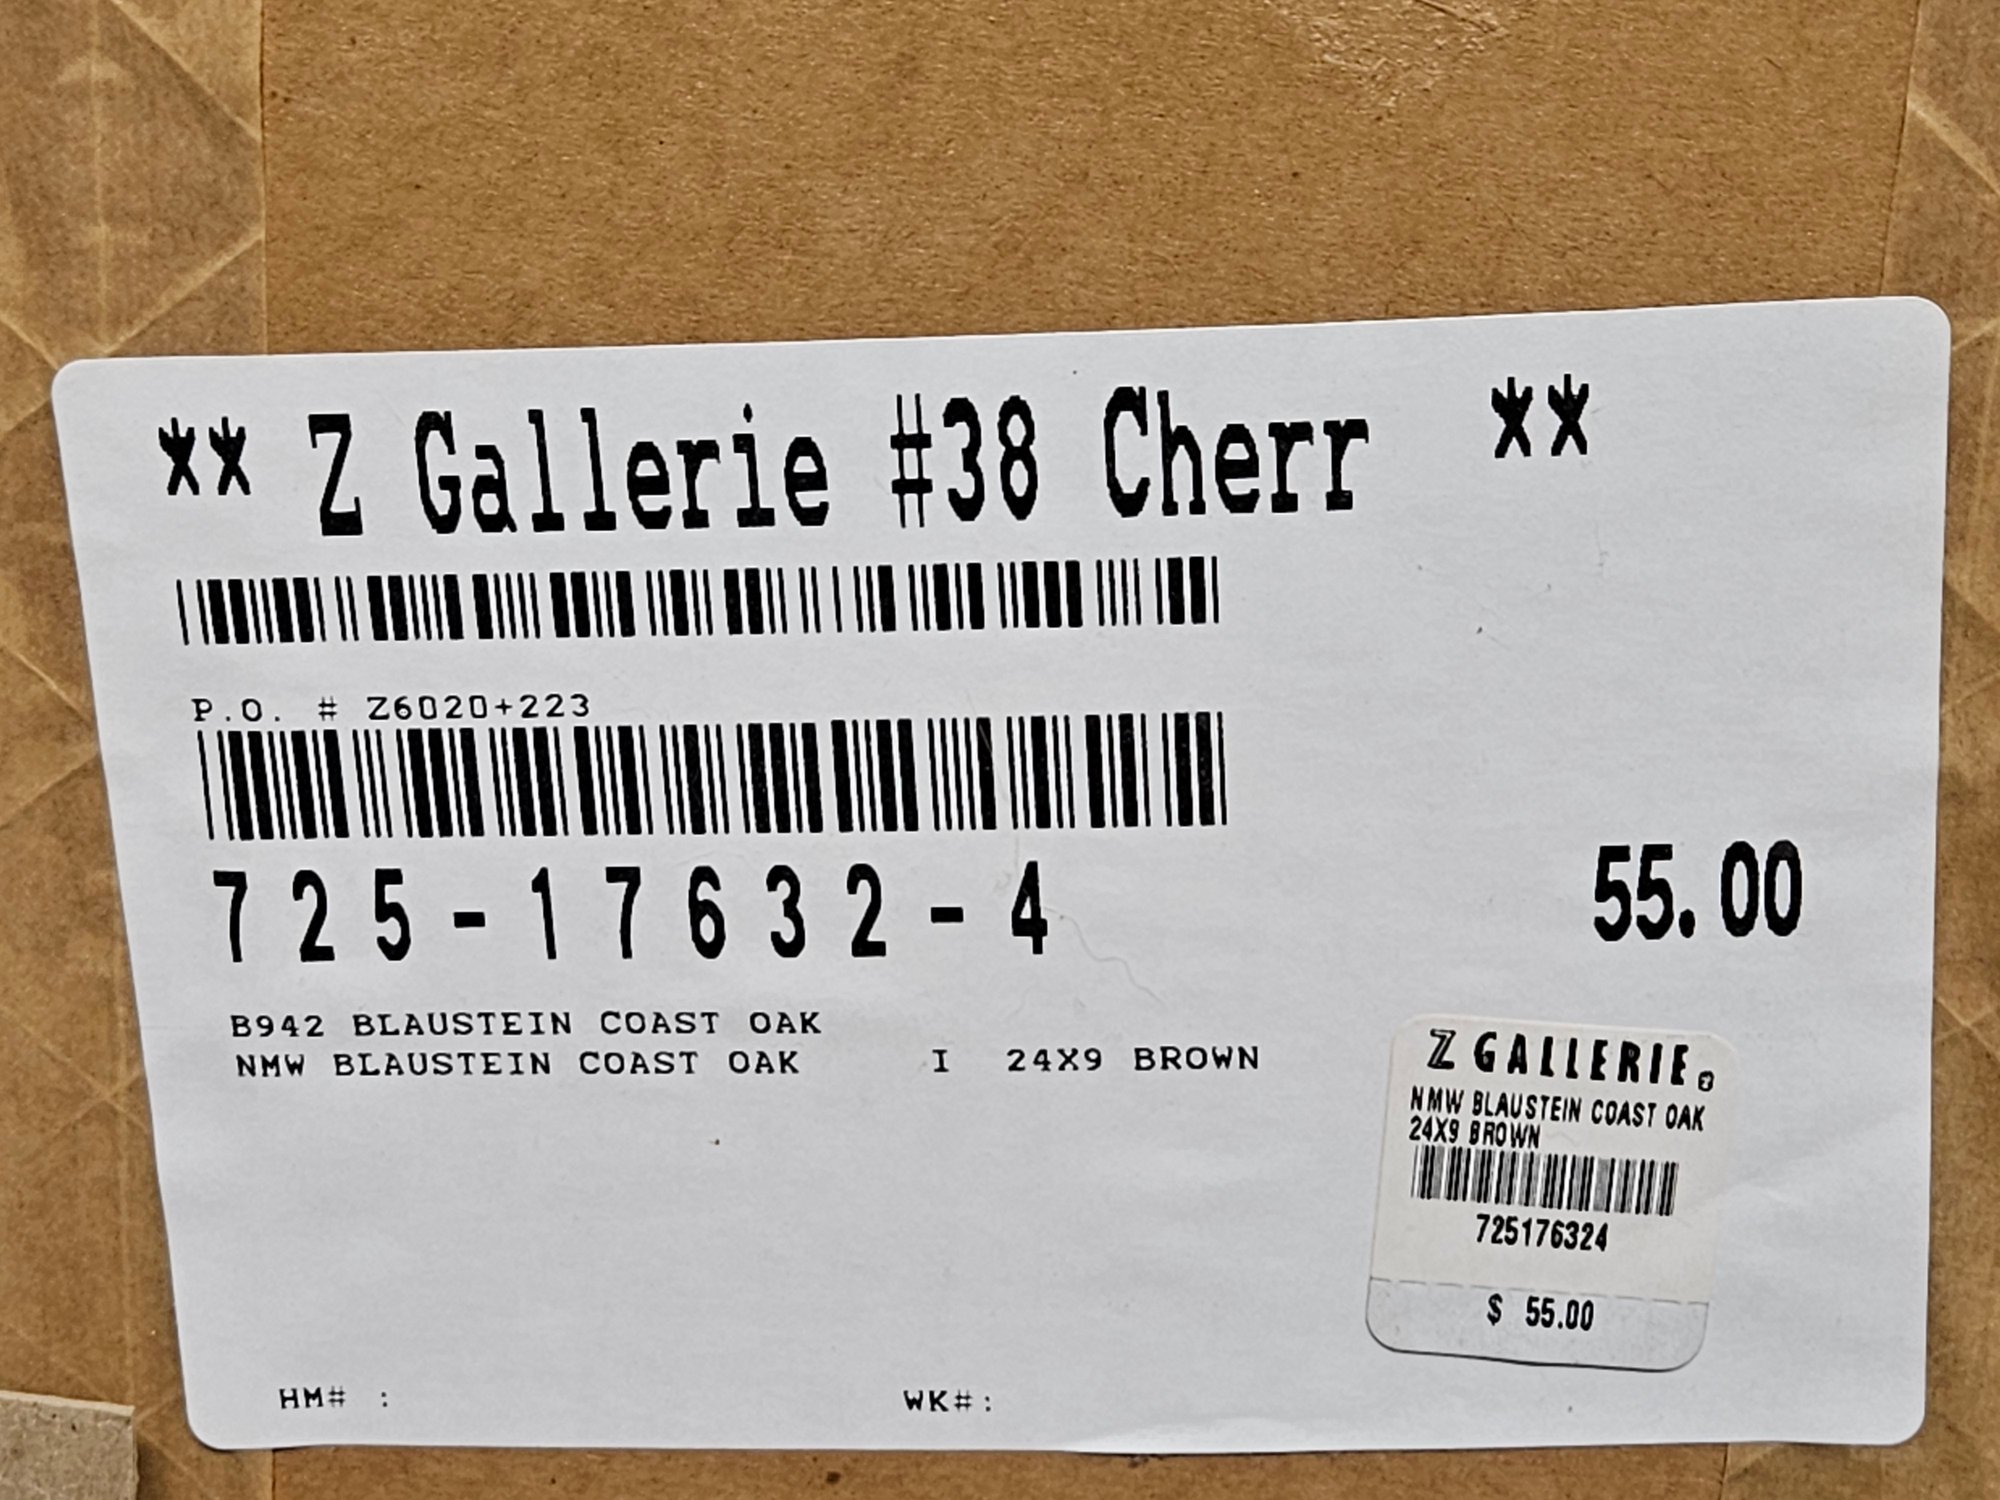 ** Z Gallerie #38 Cherr **
P.O. # Z6020+223
725-17632-4 55.00
B942 BLAUSTEIN COAST OAK
NMW BLAUSTEIN COAST OAK I 24X9 BROWN
Z GALLERIE®
NMW BLAUSTEIN COAST OAK
24X9 BROWN
725176324
$ 55.00
HM# : WK#: